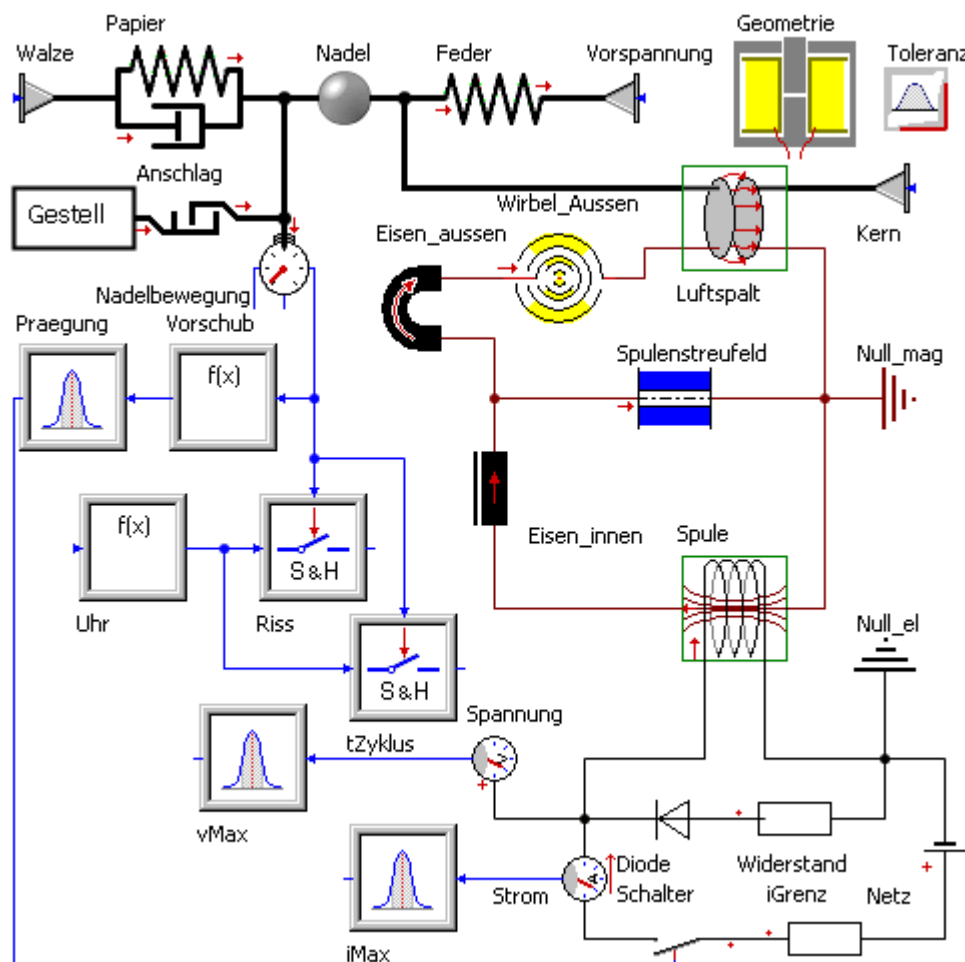 Papier
Geometrie
Walze
Nadel
Feder
Vorspannung
Toleranz
Anschlag
Gestell
Wirbel_Aussen
Eisen_aussen
Kern
Nadelbewegung
Luftspalt
Praegung
Vorschub
Spulenstreufeld
Null_mag
f(x)
f(x)
Eisen_innen
Spule
S&H
Uhr
Riss
Null_el
S&H
Spannung
tZyklus
V
vMax
Diode
Widerstand
A
Strom
Schalter
iGrenz
Netz
iMax